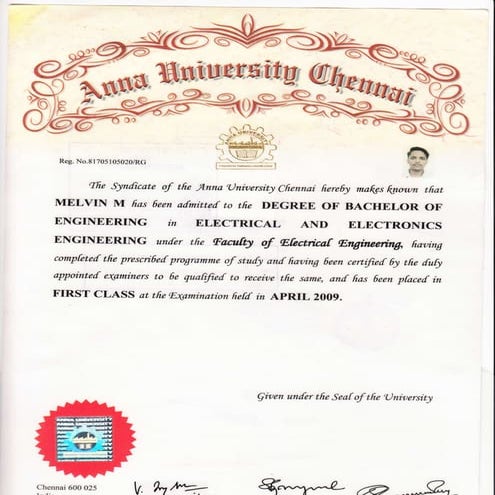 Anna University Chennai
Reg. No.81705105020/RG
The Syndicate of the Anna University Chennai hereby makes known that
MELVIN M has been admitted to the DEGREE OF BACHELOR OF
ENGINEERING in ELECTRICAL AND ELECTRONICS
ENGINEERING under the Faculty of Electrical Engineering, having
completed the prescribed programme of study and having been certified by the duly
appointed examiners to be qualified to receive the same, and has been placed in
FIRST CLASS at the Examination held in APRIL 2009.
Given under the Seal of the University
Chennai 600 025
India